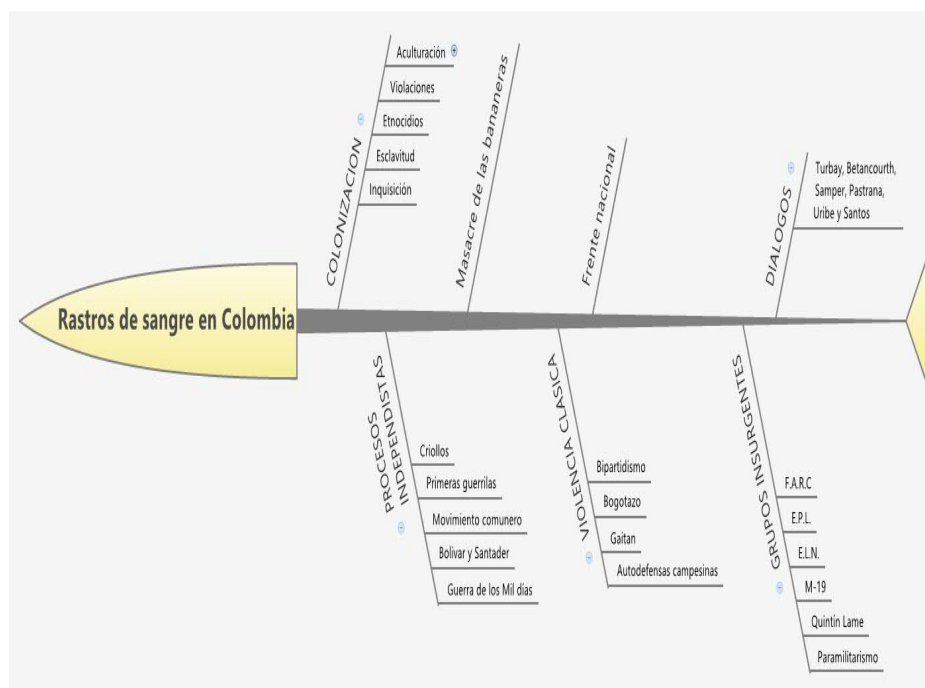 Rastros de sangre en Colombia
COLONIZACION
Aculturación
Violaciones
Etnocidios
Esclavitud
Inquisición
Masacre de las bananeras
Frente nacional
DIALOGOS
Turbay, Betancourth,
Samper, Pastrana,
Uribe y Santos
PROCESOS
INDEPENDISTAS
Criollos
Primeras guerrilas
Movimiento comunero
Bolivar y Santader
Guerra de los Mil días
VIOLENCIA CLASICA
Bipartidismo
Bogotazo
Gaitan
Autodefensas campesinas
GRUPOS INSURGENTES
F.A.R.C
E.P.L.
E.L.N.
M-19
Quintín Lame
Paramilitarismo